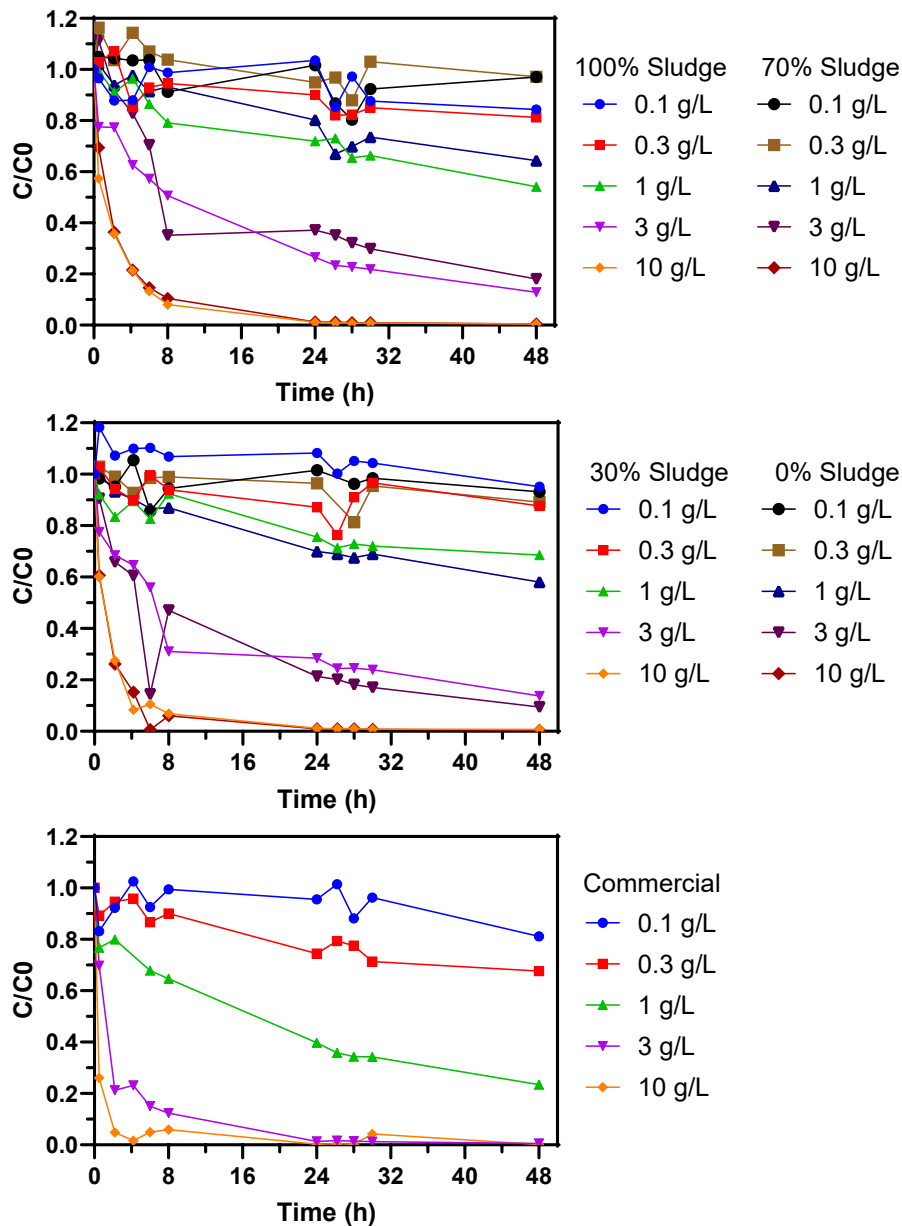 1.2
1.0
0.8
0.6
0.4
0.2
0.0
C/C0
0 8 16 24 32 40 48
Time (h)
100% Sludge 70% Sludge
0.1 g/L 0.1 g/L
0.3 g/L 0.3 g/L
1 g/L 1 g/L
3 g/L 3 g/L
10 g/L 10 g/L
1.2
1.0
0.8
0.6
0.4
0.2
0.0
C/C0
0 8 16 24 32 40 48
Time (h)
30% Sludge 0% Sludge
0.1 g/L 0.1 g/L
0.3 g/L 0.3 g/L
1 g/L 1 g/L
3 g/L 3 g/L
10 g/L 10 g/L
1.2
1.0
0.8
0.6
0.4
0.2
0.0
C/C0
0 8 16 24 32 40 48
Time (h)
Commercial
0.1 g/L
0.3 g/L
1 g/L
3 g/L
10 g/L